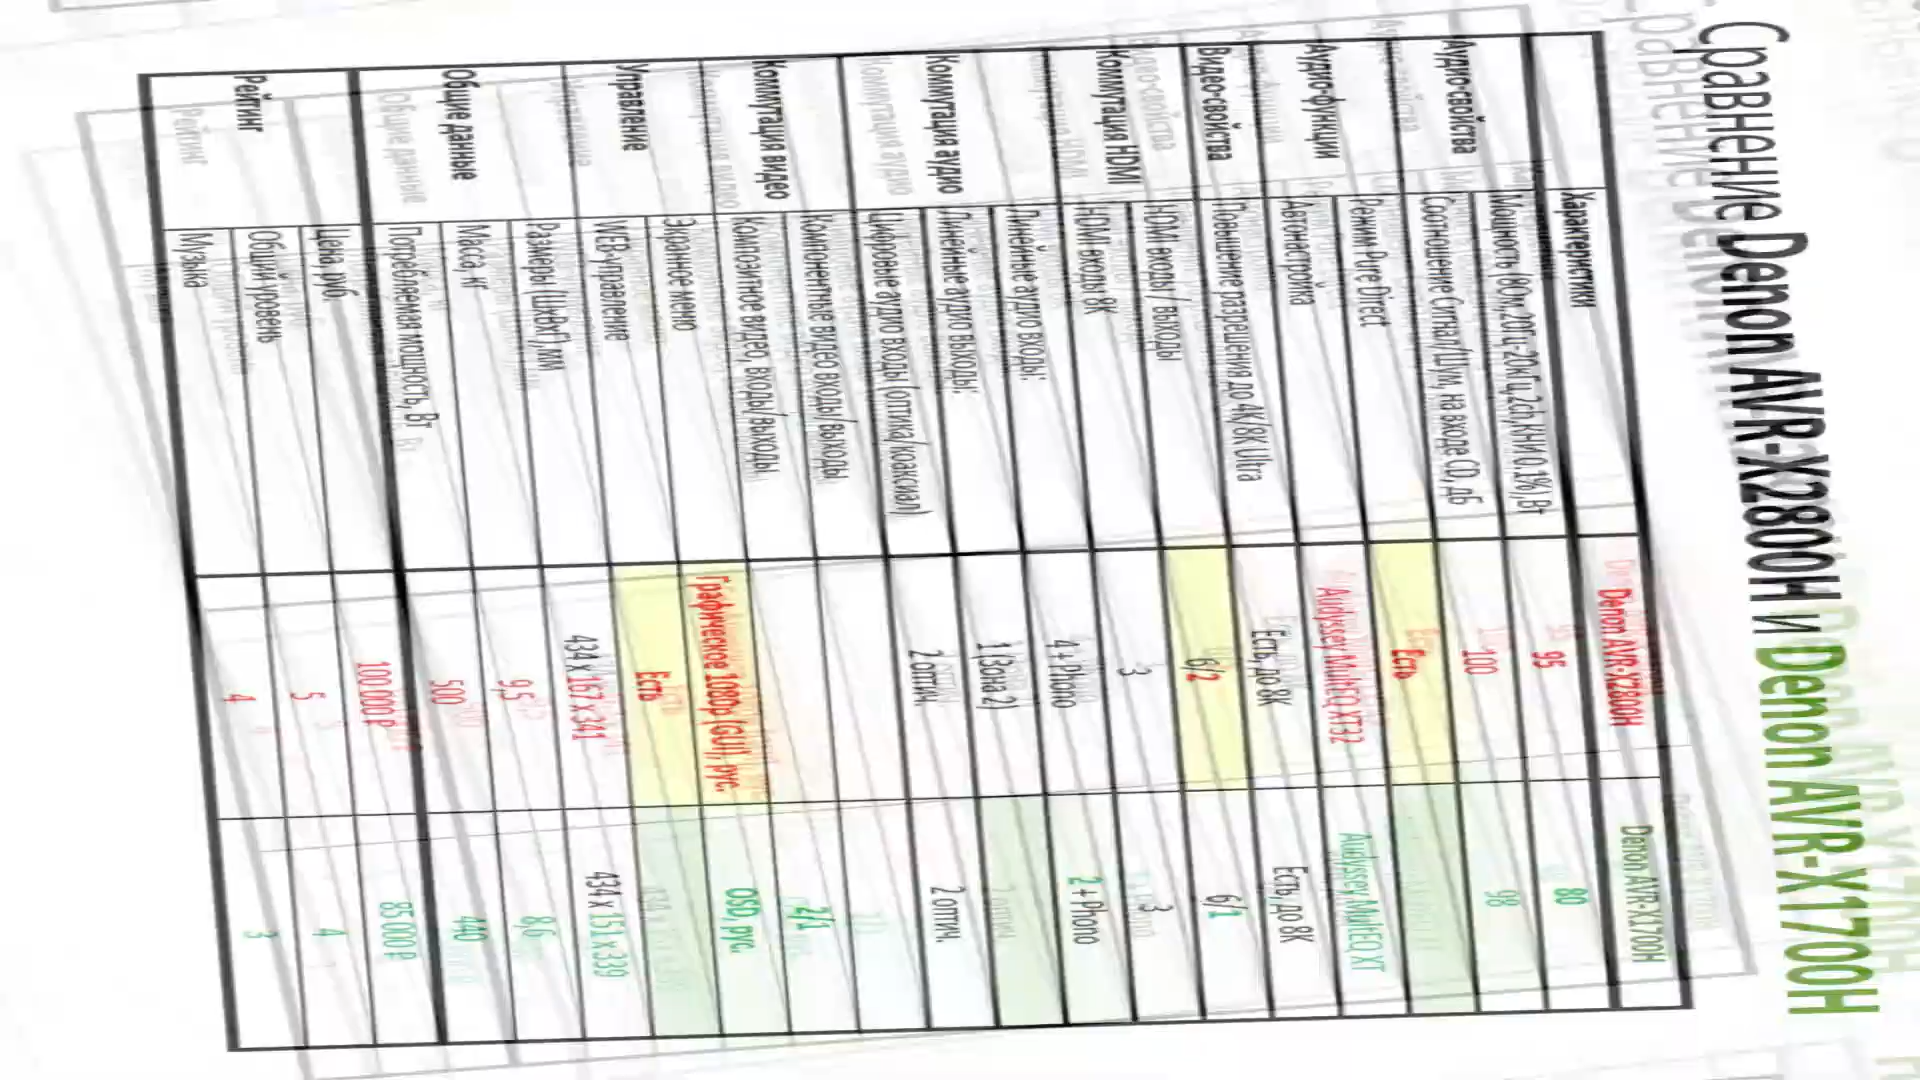 Сравнение Denon AVR-X2800H и Denon AVR-X1700H
Характеристики Denon AVR-X2800H Denon AVR-X1700H
Аудио-свойства
Мощность (8Ом,20Гц-20кГц,2ch,КНИ 0.1%),Вт 95 80
Соотношение Сигнал/Шум, на входе CD, дБ 100 98
Аудио-функции
Режим Pure Direct Есть
Автонастройка Audyssey MultEQ XT32 Audyssey MultEQ XT
Видео-свойства
Повышение разрешения до 4K/8K Ultra Есть, до 8K Есть, до 8K
Коммутация HDMI
HDMI входы / выходы 6/2 6/1
HDMI входы 8K 3 3
Коммутация аудио
Линейные аудио входы: 4 + Phono 2 + Phono
Линейные аудио выходы: 1 (Зона 2)
Цифровые аудио входы (оптика/коаксиал) 2 оптич. 2 оптич.
Коммутация видео
Компонентные видео входы/выходы
Композитное видео, входы/выходы 2/1
Управление
Экранное меню Графическое 1080p (GUI), рус. OSD, рус.
WEB-управление Есть
Общие данные
Размеры (ШхВхГ), мм 434 x 167 x 341 434 x 151 x 339
Масса, кг 9,5 8,6
Потребляемая мощность, Вт 500 440
Рейтинг
Цена, руб. 100 000 ₽ 85 000 ₽
Общий уровень 5 4
Музыка 4 3